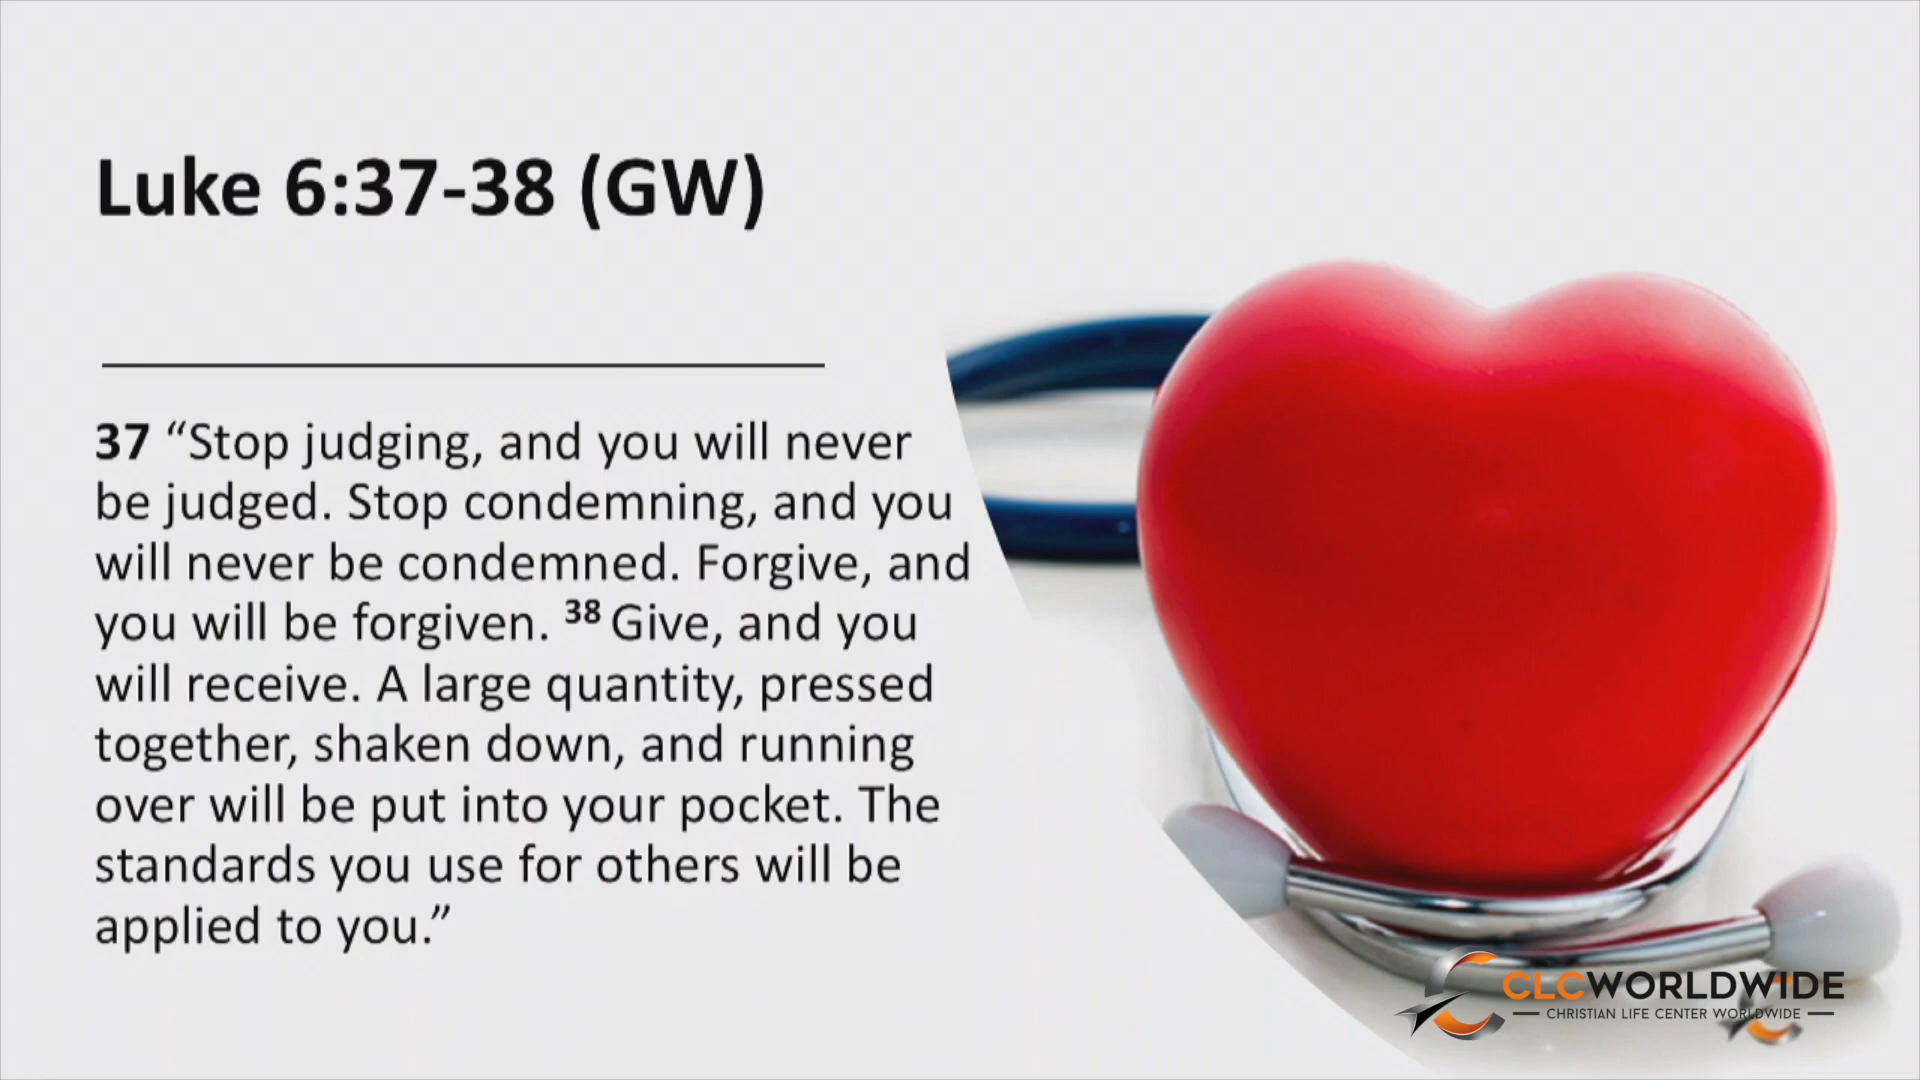 Luke 6:37-38 (GW)
37 “Stop judging, and you will never
be judged. Stop condemning, and you
will never be condemned. Forgive, and
you will be forgiven. 38 Give, and you
will receive. A large quantity, pressed
together, shaken down, and running
over will be put into your pocket. The
standards you use for others will be
applied to you.”
CLCWORLDWIDE
CHRISTIAN LIFE CENTER WORLDWIDE